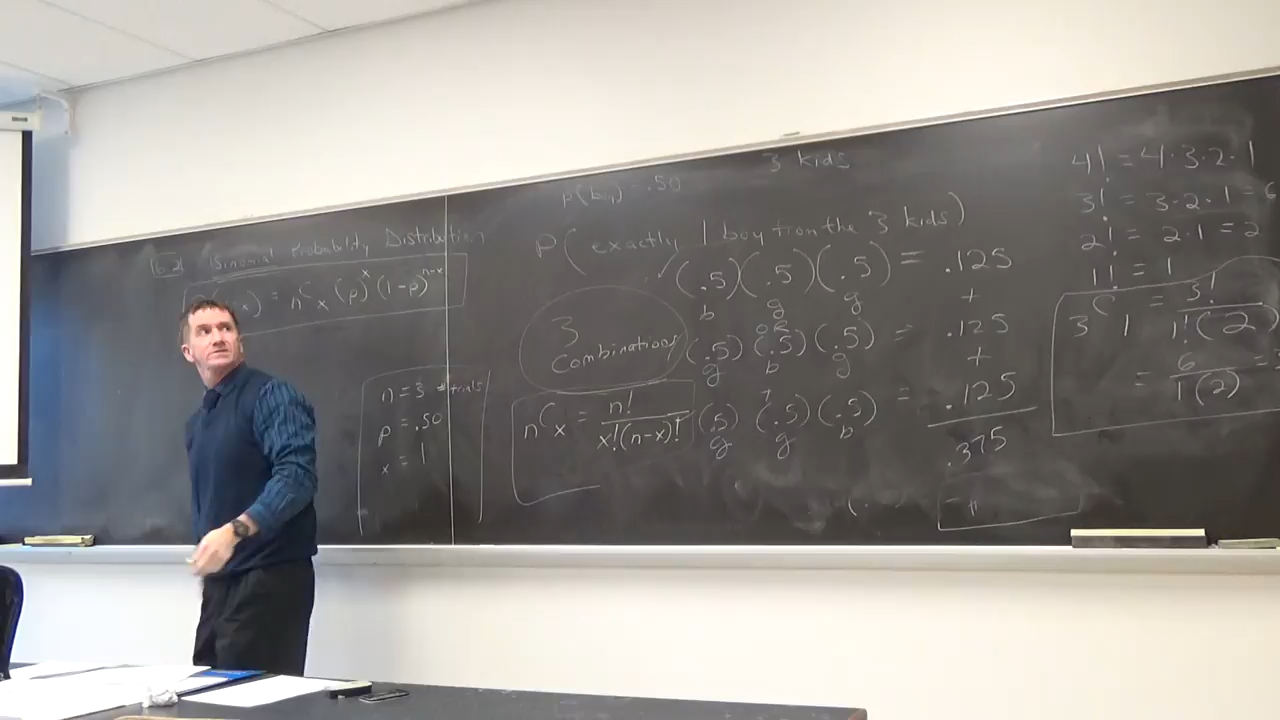 6.2 Binomial Probability Distribution
(x) = nCx (p)^x (1-p)^n-x
n = 3 # trials
p = .50
x = 1
3 kids
P(boy) = .50
P( exactly 1 boy from the 3 kids)
(.5)(.5)(.5) = .125
b g g
OR +
(.5)(.5)(.5) = .125
g b g
+
(.5)(.5)(.5) = .125
g g b
.375
3
Combinations
nCx = n! / x!(n-x)!
4! = 4·3·2·1
3! = 3·2·1 = 6
2! = 2·1 = 2
1! = 1
3C1 = 3! / 1!(2)
= 6 / 1(2) =